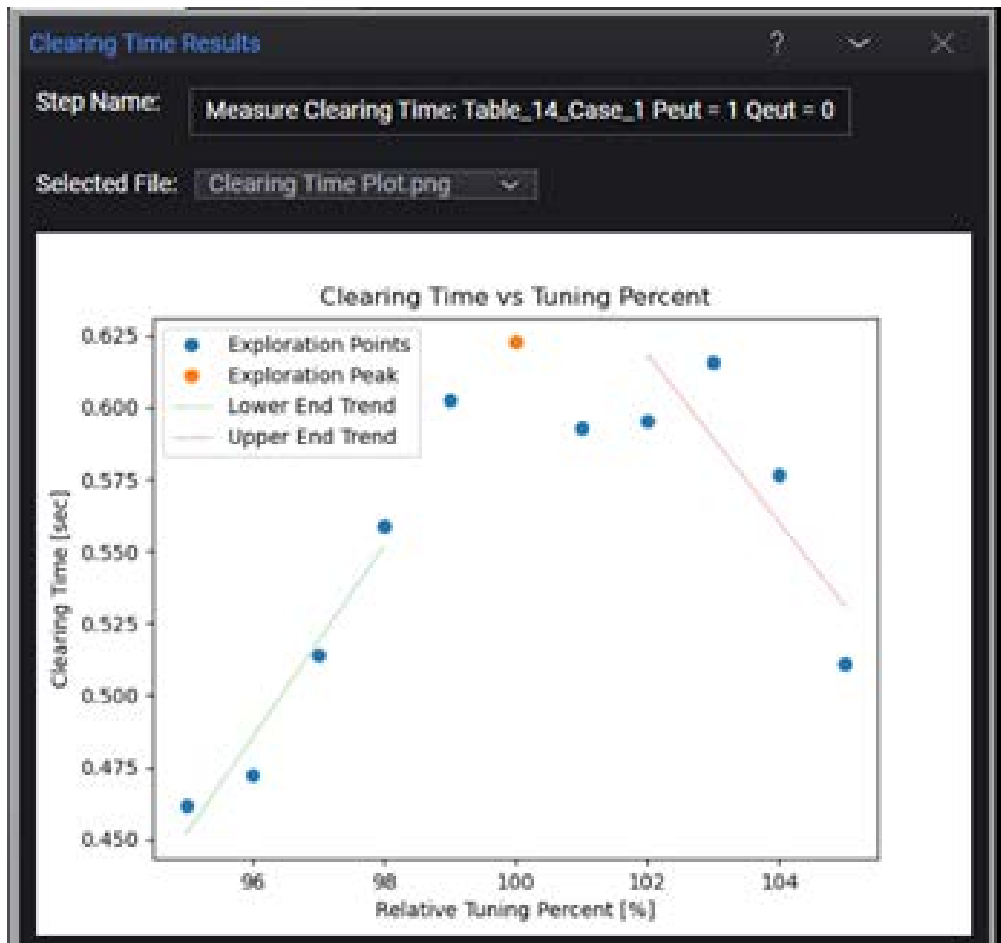 Clearing Time Results ?
Step Name: Measure Clearing Time: Table_14_Case_1 Peut = 1 Qeut = 0
Selected File: Clearing Time Plot.png
Clearing Time vs Tuning Percent
Exploration Points
Exploration Peak
Lower End Trend
Upper End Trend
Clearing Time [sec]
0.625
0.600
0.575
0.550
0.525
0.500
0.475
0.450
96 98 100 102 104
Relative Tuning Percent [%]